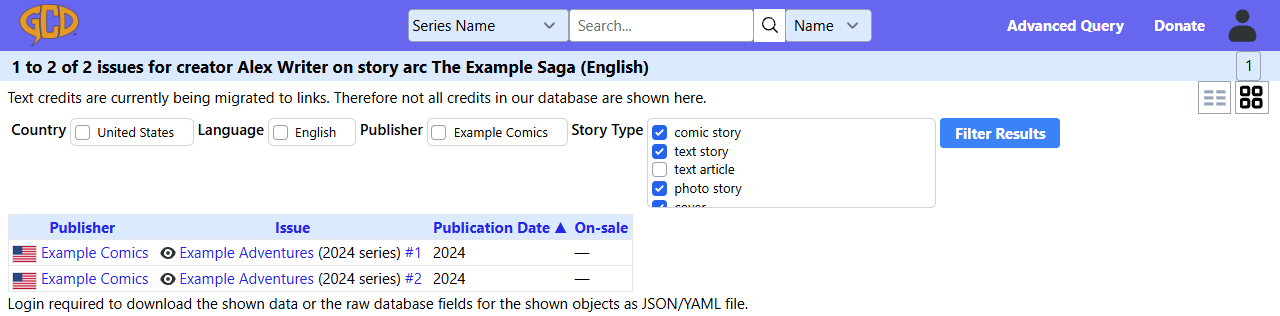 GCD
Series Name Search... Name Advanced Query Donate
1 to 2 of 2 issues for creator Alex Writer on story arc The Example Saga (English) 1
Text credits are currently being migrated to links. Therefore not all credits in our database are shown here.
Country United States Language English Publisher Example Comics Story Type comic story Filter Results
text story
text article
photo story
cover
Publisher Issue Publication Date ▲ On-sale
Example Comics Example Adventures (2024 series) #1 2024 —
Example Comics Example Adventures (2024 series) #2 2024 —
Login required to download the shown data or the raw database fields for the shown objects as JSON/YAML file.